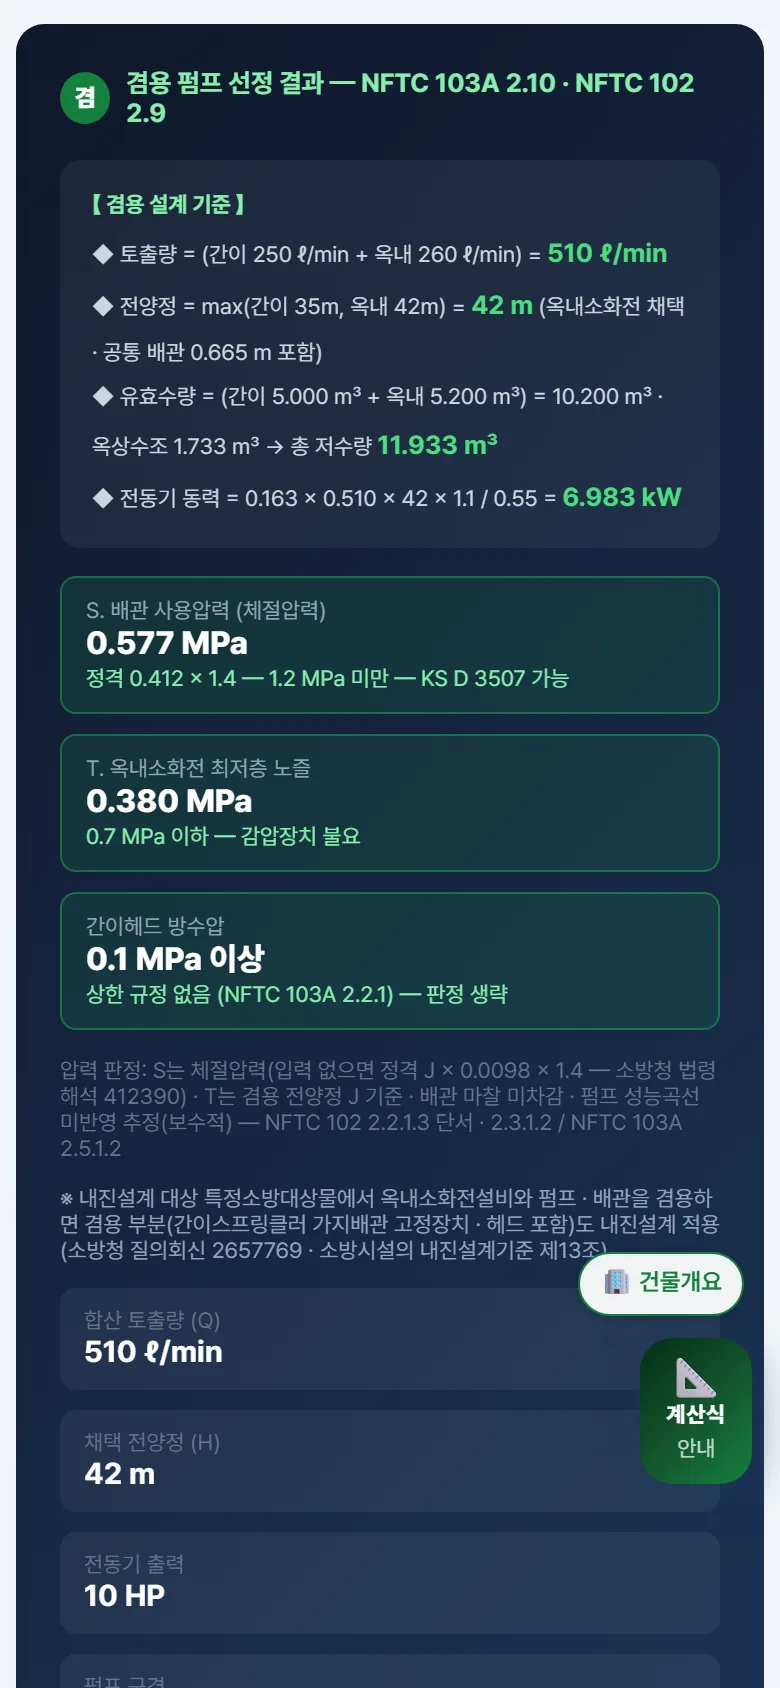 겸
겸용 펌프 선정 결과 — NFTC 103A 2.10 · NFTC 102
2.9
【 겸용 설계 기준 】
◆ 토출량 = (간이 250 ℓ/min + 옥내 260 ℓ/min) = 510 ℓ/min
◆ 전양정 = max(간이 35m, 옥내 42m) = 42 m (옥내소화전 채택
· 공통 배관 0.665 m 포함)
◆ 유효수량 = (간이 5.000 m³ + 옥내 5.200 m³) = 10.200 m³ ·
옥상수조 1.733 m³ → 총 저수량 11.933 m³
◆ 전동기 동력 = 0.163 × 0.510 × 42 × 1.1 / 0.55 = 6.983 kW
S. 배관 사용압력 (체절압력)
0.577 MPa
정격 0.412 × 1.4 — 1.2 MPa 미만 — KS D 3507 가능
T. 옥내소화전 최저층 노즐
0.380 MPa
0.7 MPa 이하 — 감압장치 불요
간이헤드 방수압
0.1 MPa 이상
상한 규정 없음 (NFTC 103A 2.2.1) — 판정 생략
압력 판정: S는 체절압력(입력 없으면 정격 J × 0.0098 × 1.4 — 소방청 법령
해석 412390) · T는 겸용 전양정 J 기준 · 배관 마찰 미차감 · 펌프 성능곡선
미반영 추정(보수적) — NFTC 102 2.2.1.3 단서 · 2.3.1.2 / NFTC 103A
2.5.1.2
※ 내진설계 대상 특정소방대상물에서 옥내소화전설비와 펌프 · 배관을 겸용하
면 겸용 부분(간이스프링클러 가지배관 고정장치 · 헤드 포함)도 내진설계 적용
(소방청 질의회신 2657769 · 소방시설의 내진설계기준 제13조)
건물개요
합산 토출량 (Q)
510 ℓ/min
계산식
안내
채택 전양정 (H)
42 m
전동기 출력
10 HP
펌프 규격